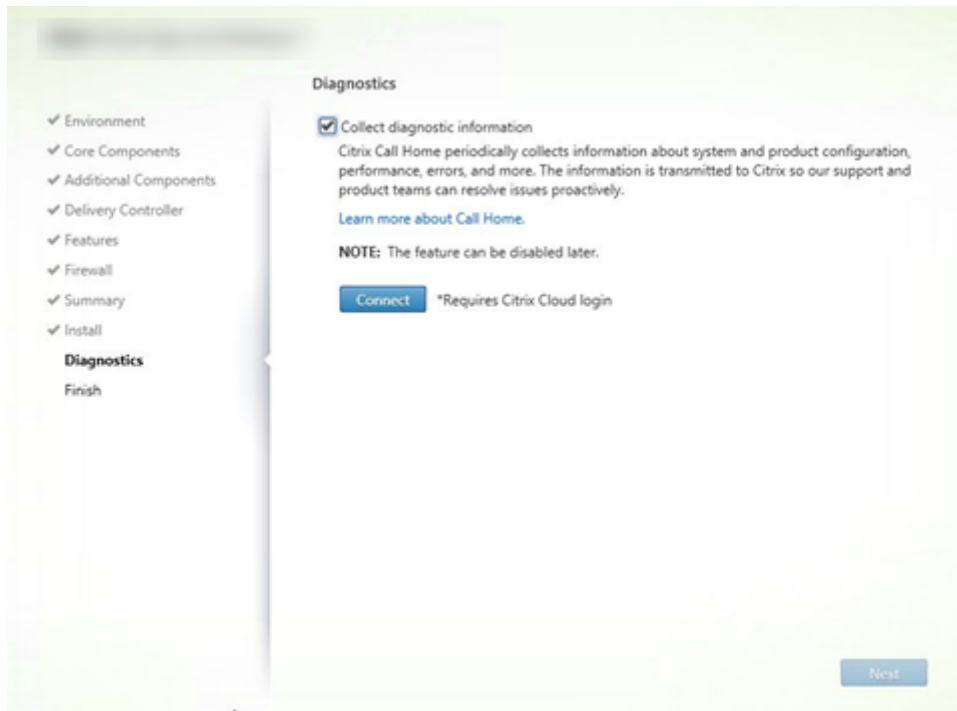 Diagnostics
Environment
Core Components
Additional Components
Delivery Controller
Features
Firewall
Summary
Install
Diagnostics
Finish
Collect diagnostic information
Citrix Call Home periodically collects information about system and product configuration,
performance, errors, and more. The information is transmitted to Citrix so our support and
product teams can resolve issues proactively.
Learn more about Call Home.
NOTE: The feature can be disabled later.
Connect *Requires Citrix Cloud login
Next